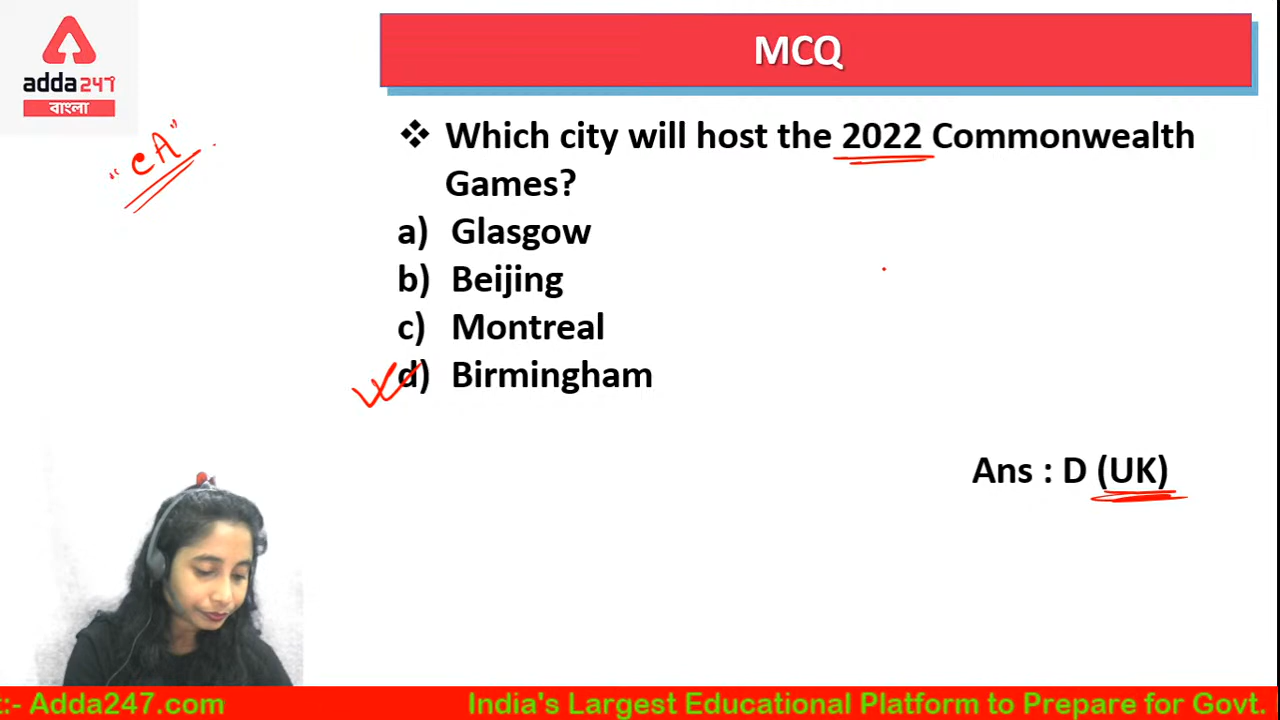 MCQ
adda247
বাংলা
"CA"
❖ Which city will host the 2022 Commonwealth
Games?
a) Glasgow
b) Beijing
c) Montreal
d) Birmingham
Ans : D (UK)
t:- Adda247.com India's Largest Educational Platform to Prepare for Govt.